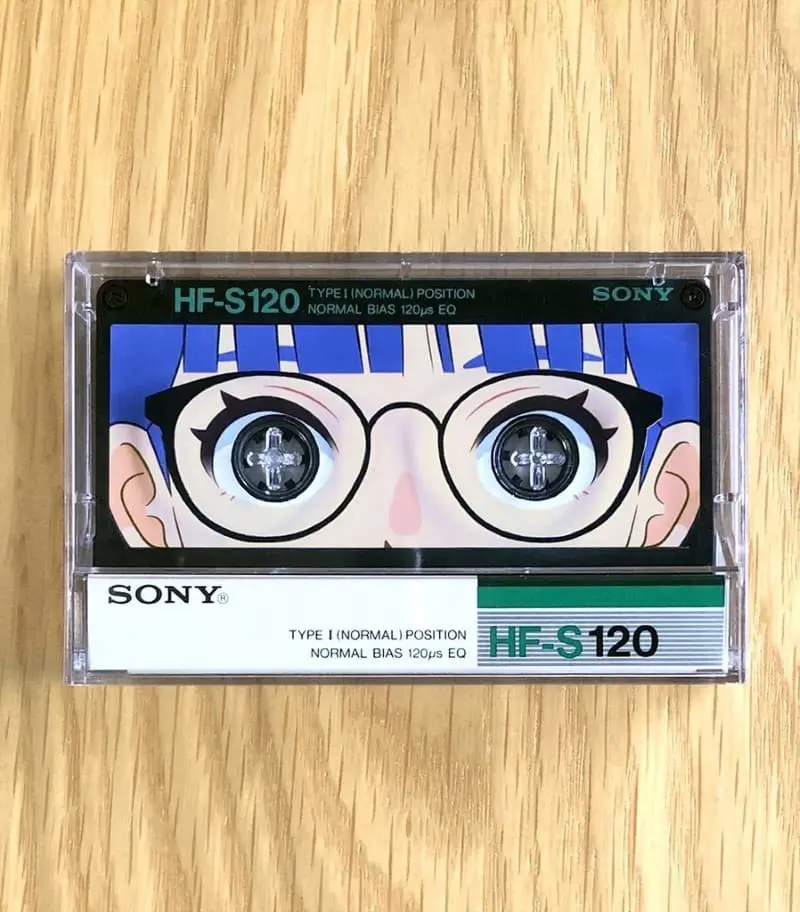 HF-S120 TYPE I (NORMAL) POSITION SONY
NORMAL BIAS 120µs EQ
SONY®
TYPE I (NORMAL) POSITION
NORMAL BIAS 120µs EQ
HF-S 120